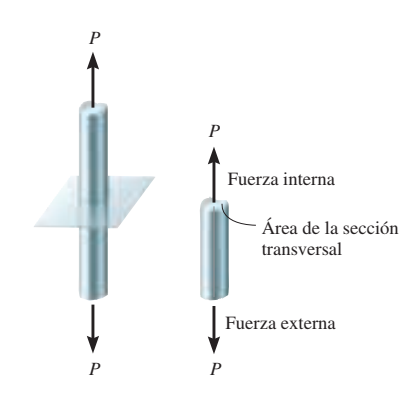 P
P
Fuerza interna
Área de la sección
transversal
Fuerza externa
P
P